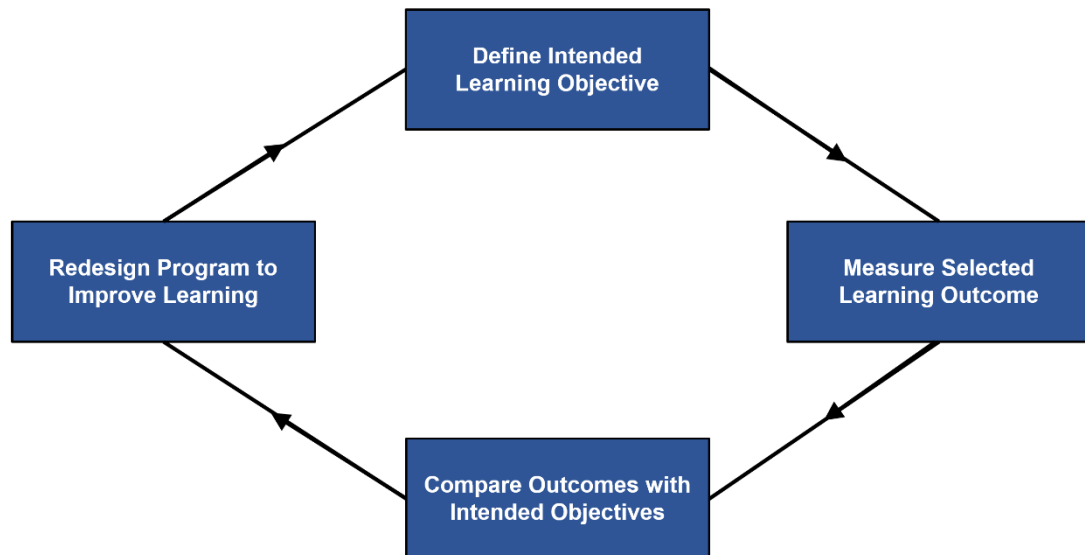 Define Intended
Learning Objective
Redesign Program to
Improve Learning
Measure Selected
Learning Outcome
Compare Outcomes with
Intended Objectives